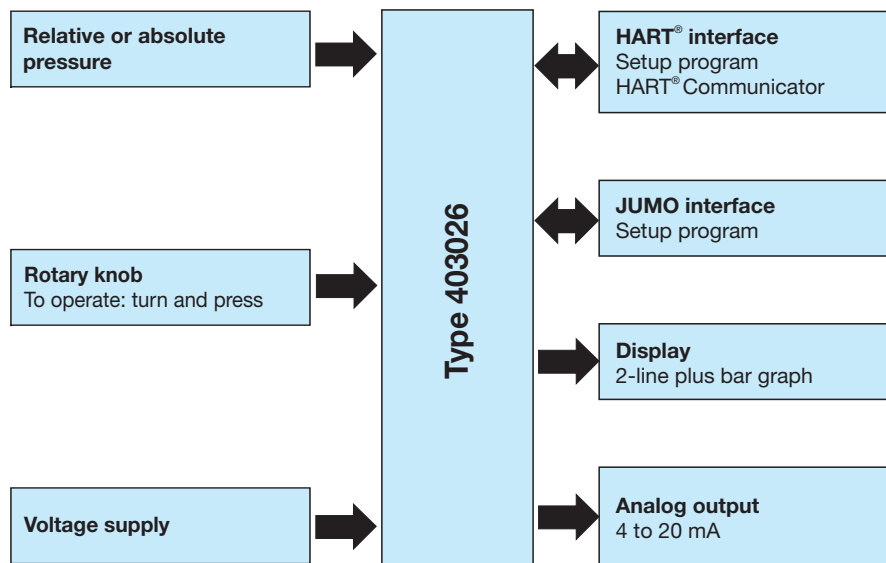 Relative or absolute
pressure
Rotary knob
To operate: turn and press
Voltage supply
Type 403026
HART® interface
Setup program
HART® Communicator
JUMO interface
Setup program
Display
2-line plus bar graph
Analog output
4 to 20 mA